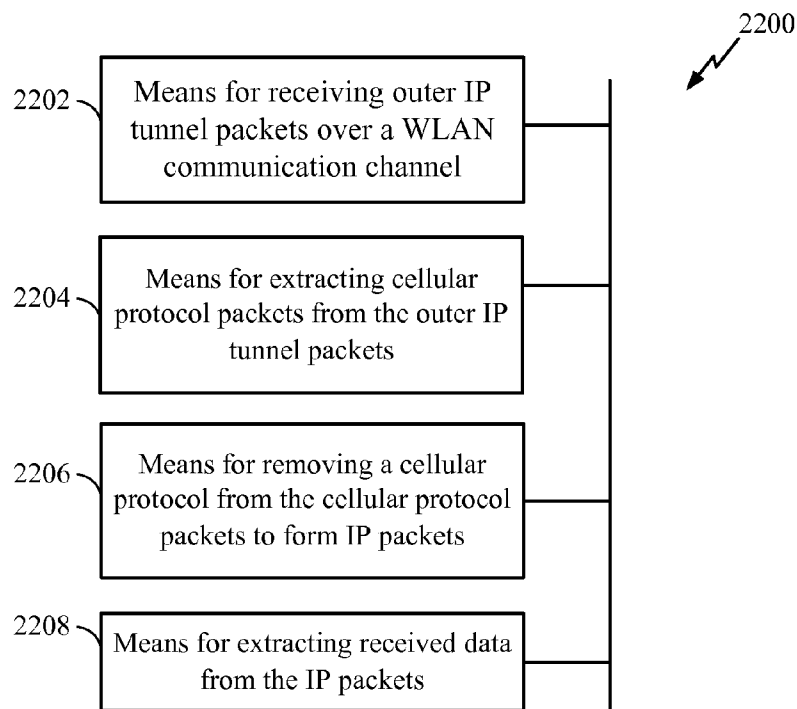 2200
2202
Means for receiving outer IP
tunnel packets over a WLAN
communication channel
2204
Means for extracting cellular
protocol packets from the outer IP
tunnel packets
2206
Means for removing a cellular
protocol from the cellular protocol
packets to form IP packets
2208
Means for extracting received data
from the IP packets